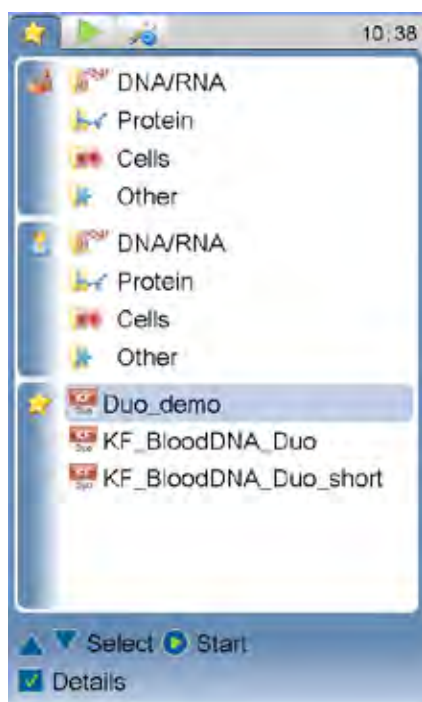 10:38
DNA/RNA
Protein
Cells
Other
DNA/RNA
Protein
Cells
Other
Duo_demo
KF_BloodDNA_Duo
KF_BloodDNA_Duo_short
Select Start
Details